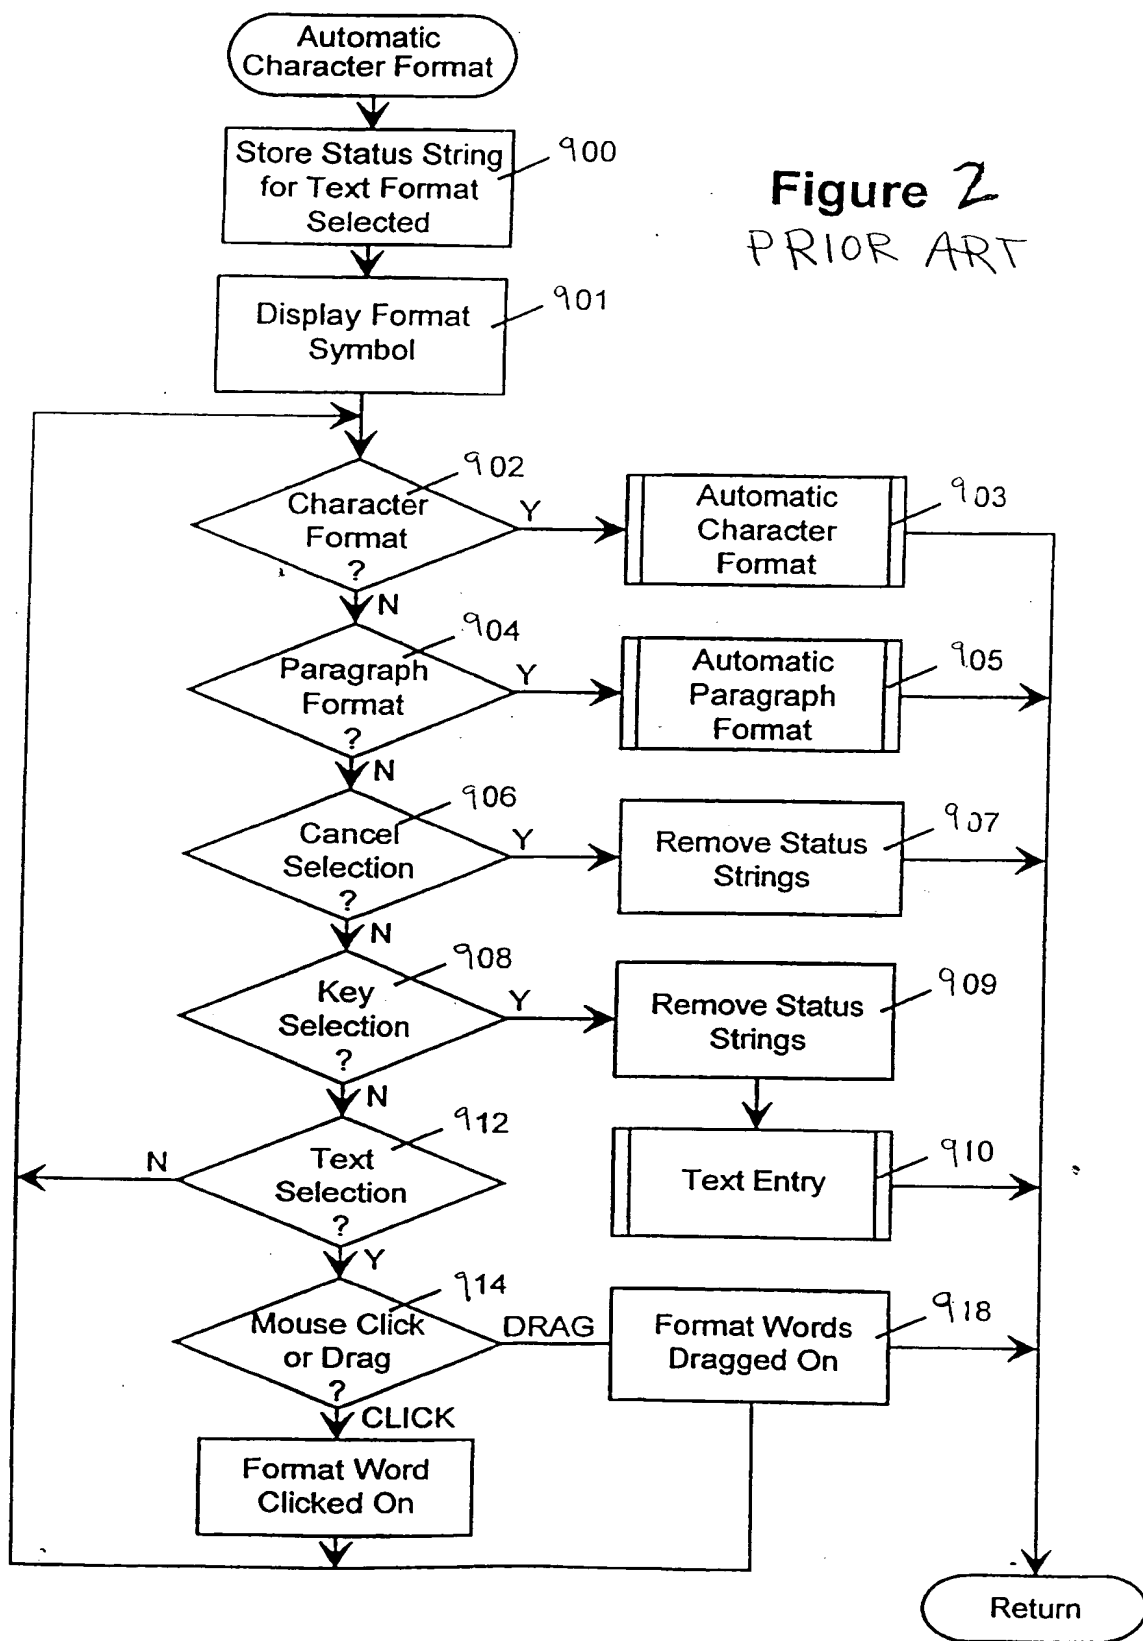 Automatic
Character Format
Store Status String
for Text Format
Selected
900
Figure 2
PRIOR ART
Display Format
Symbol
901
Character
Format
?
902
Y
Automatic
Character
Format
903
N
Paragraph
Format
?
904
Y
Automatic
Paragraph
Format
905
N
Cancel
Selection
?
906
Y
Remove Status
Strings
907
N
Key
Selection
?
908
Y
Remove Status
Strings
909
N
Text
Selection
?
912
N
Text Entry
910
Y
Mouse Click
or Drag
?
914
DRAG
Format Words
Dragged On
918
CLICK
Format Word
Clicked On
Return